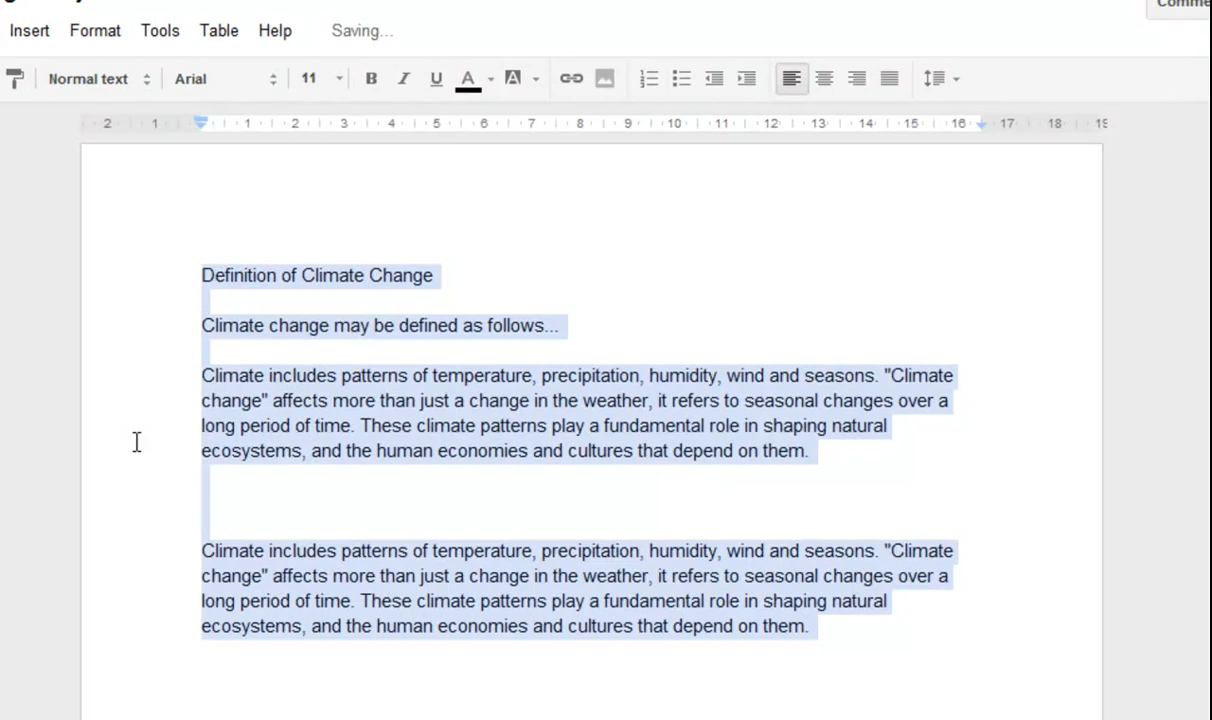 Insert Format Tools Table Help Saving...
Normal text Arial 11 B I U A A
2 1 1 2 3 4 5 6 7 8 9 10 11 12 13 14 15 16 17 18
Definition of Climate Change
Climate change may be defined as follows...
Climate includes patterns of temperature, precipitation, humidity, wind and seasons. "Climate
change" affects more than just a change in the weather, it refers to seasonal changes over a
long period of time. These climate patterns play a fundamental role in shaping natural
ecosystems, and the human economies and cultures that depend on them.
Climate includes patterns of temperature, precipitation, humidity, wind and seasons. "Climate
change" affects more than just a change in the weather, it refers to seasonal changes over a
long period of time. These climate patterns play a fundamental role in shaping natural
ecosystems, and the human economies and cultures that depend on them.